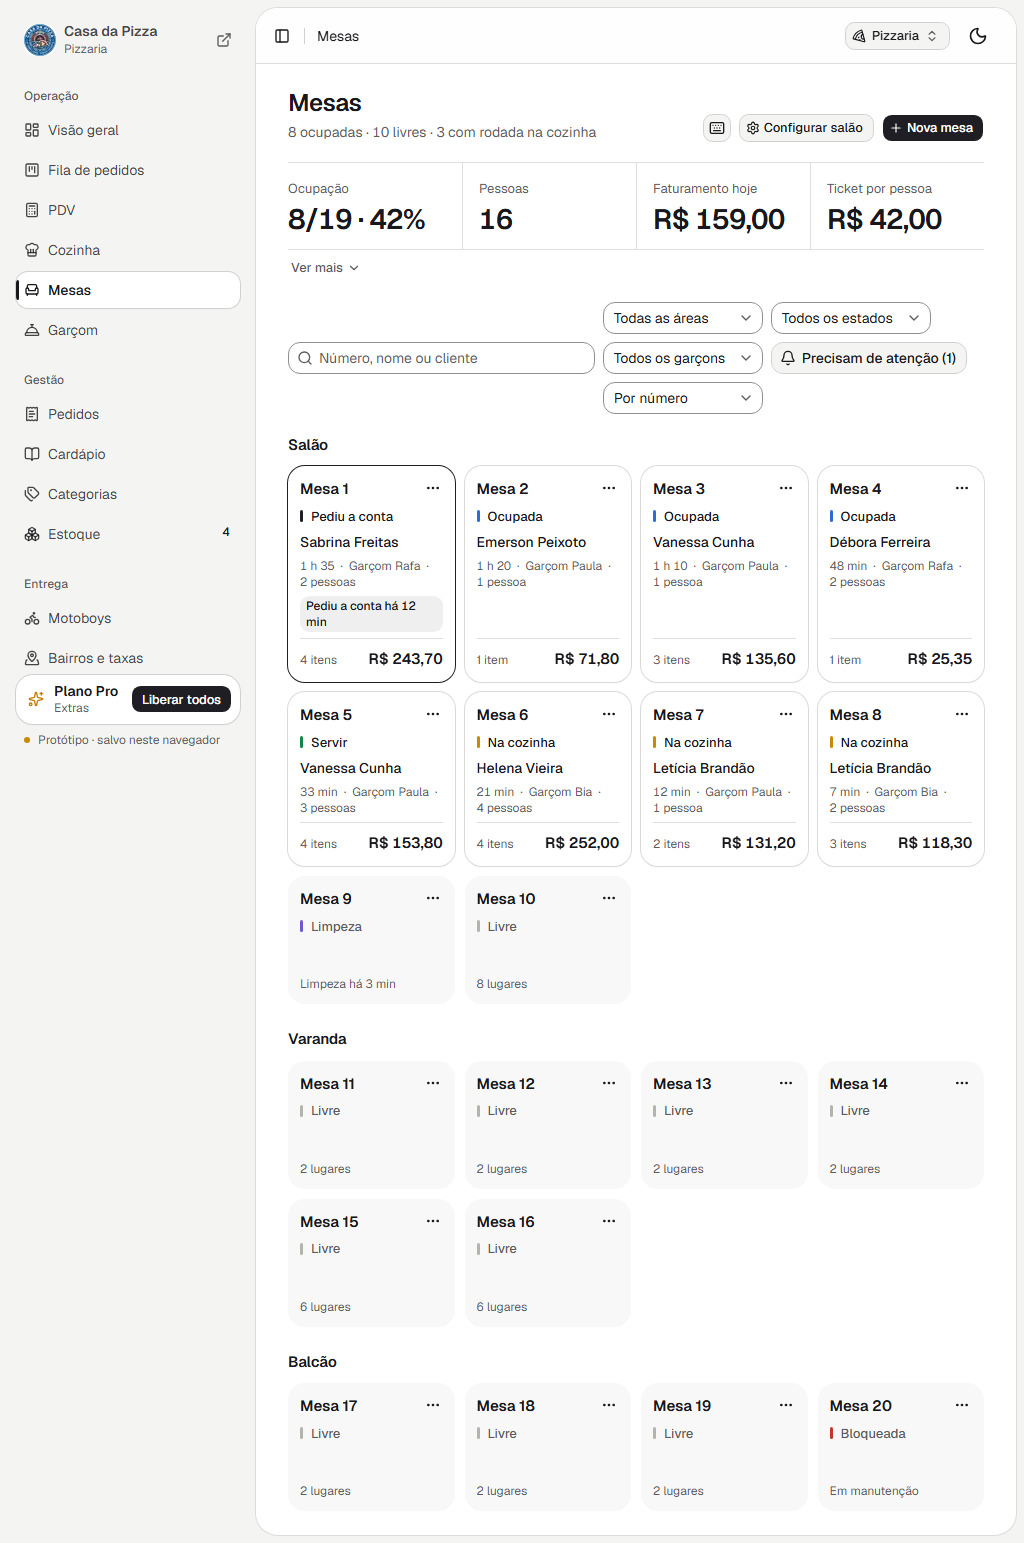 Casa da Pizza
Pizzaria
Operação
Visão geral
Fila de pedidos
PDV
Cozinha
Mesas
Garçom
Gestão
Pedidos
Cardápio
Categorias
Estoque 4
Entrega
Motoboys
Bairros e taxas
Plano Pro
Extras
Liberar todos
Protótipo · salvo neste navegador
Mesas
Pizzaria
Mesas
8 ocupadas · 10 livres · 3 com rodada na cozinha
Configurar salão
Nova mesa
Ocupação
8/19 · 42%
Pessoas
16
Faturamento hoje
R$ 159,00
Ticket por pessoa
R$ 42,00
Ver mais
Número, nome ou cliente
Todas as áreas
Todos os estados
Todos os garçons
Precisam de atenção (1)
Por número
Salão
Mesa 1
Pediu a conta
Sabrina Freitas
1 h 35 · Garçom Rafa ·
2 pessoas
Pediu a conta há 12
min
4 itens R$ 243,70
Mesa 2
Ocupada
Emerson Peixoto
1 h 20 · Garçom Paula ·
1 pessoa
1 item R$ 71,80
Mesa 3
Ocupada
Vanessa Cunha
1 h 10 · Garçom Paula ·
1 pessoa
3 itens R$ 135,60
Mesa 4
Ocupada
Débora Ferreira
48 min · Garçom Rafa ·
2 pessoas
1 item R$ 25,35
Mesa 5
Servir
Vanessa Cunha
33 min · Garçom Paula ·
3 pessoas
4 itens R$ 153,80
Mesa 6
Na cozinha
Helena Vieira
21 min · Garçom Bia ·
4 pessoas
4 itens R$ 252,00
Mesa 7
Na cozinha
Letícia Brandão
12 min · Garçom Paula ·
1 pessoa
2 itens R$ 131,20
Mesa 8
Na cozinha
Letícia Brandão
7 min · Garçom Bia ·
2 pessoas
3 itens R$ 118,30
Mesa 9
Limpeza
Limpeza há 3 min
Mesa 10
Livre
8 lugares
Varanda
Mesa 11
Livre
2 lugares
Mesa 12
Livre
2 lugares
Mesa 13
Livre
2 lugares
Mesa 14
Livre
2 lugares
Mesa 15
Livre
6 lugares
Mesa 16
Livre
6 lugares
Balcão
Mesa 17
Livre
2 lugares
Mesa 18
Livre
2 lugares
Mesa 19
Livre
2 lugares
Mesa 20
Bloqueada
Em manutenção